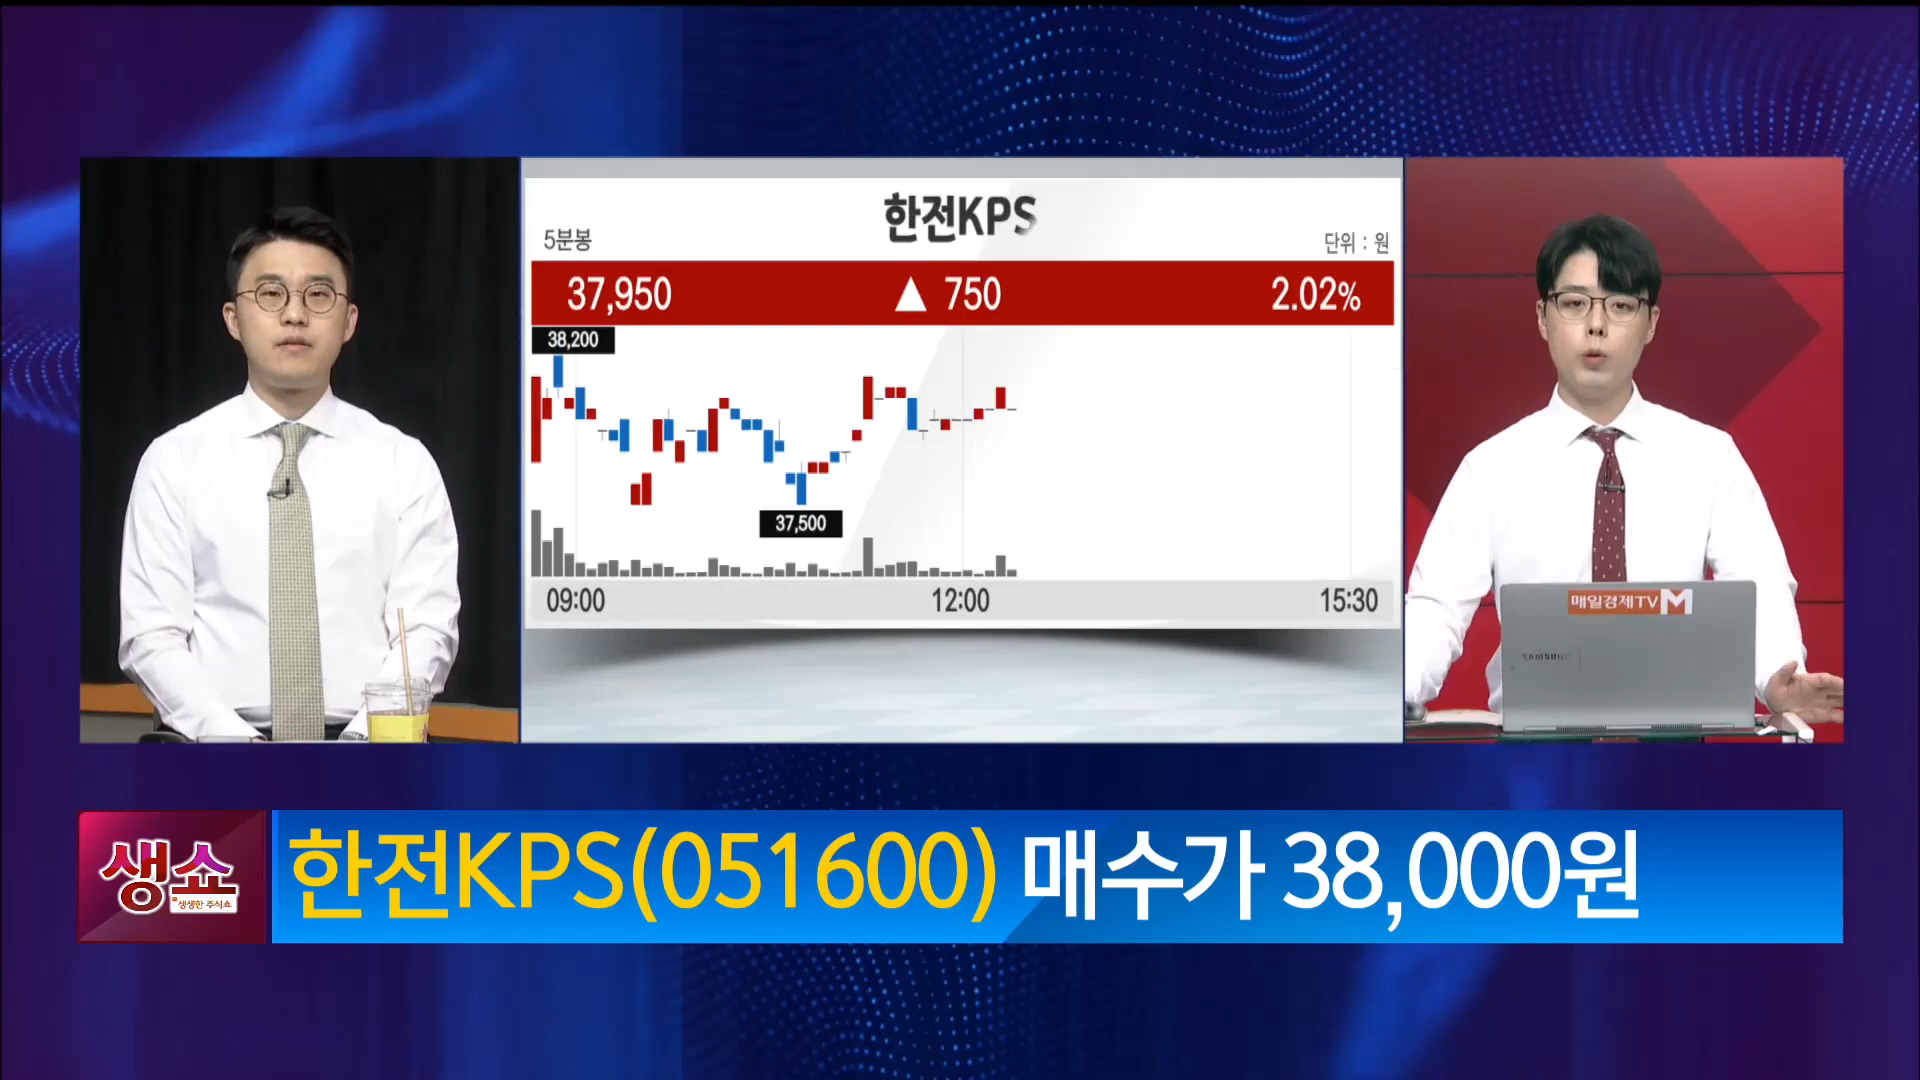 한전KPS
5분봉
단위 : 원
37,950 ▲ 750 2.02%
38,200
37,500
09:00 12:00 15:30
매일경제TV M
SAMSUNG
생쇼
생생한 주식쇼
한전KPS(051600) 매수가 38,000원